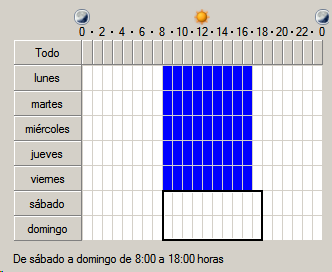 0 · 2 · 4 · 6 · 8 · 10 · 12 · 14 · 16 · 18 · 20 · 22 · 0
Todo
lunes
martes
miércoles
jueves
viernes
sábado
domingo
De sábado a domingo de 8:00 a 18:00 horas